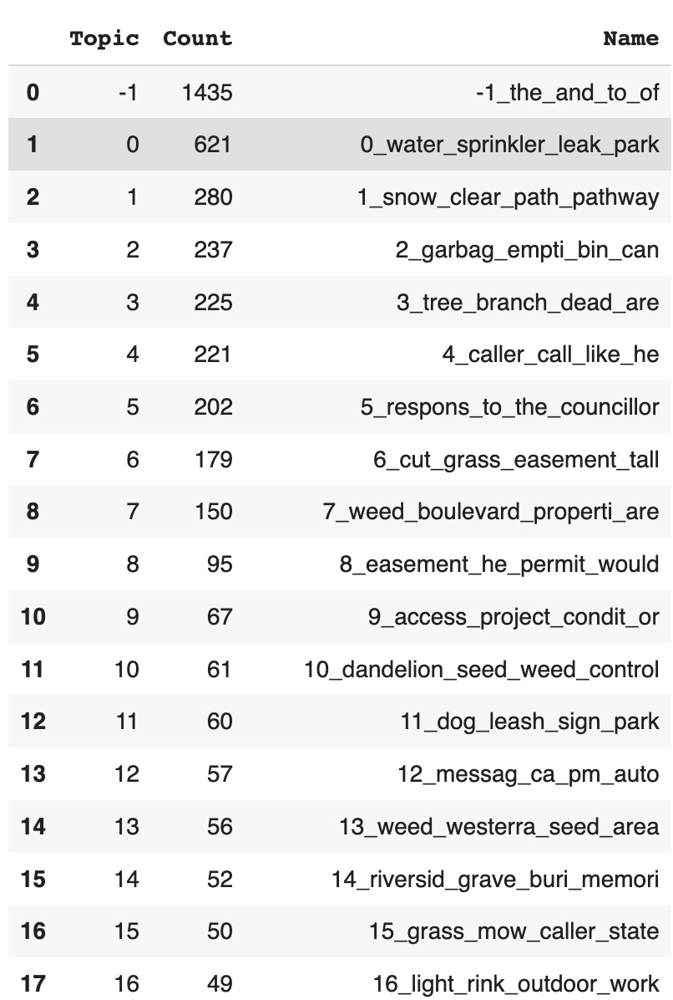 Topic Count Name
0 -1 1435 -1_the_and_to_of
1 0 621 0_water_sprinkler_leak_park
2 1 280 1_snow_clear_path_pathway
3 2 237 2_garbag_empti_bin_can
4 3 225 3_tree_branch_dead_are
5 4 221 4_caller_call_like_he
6 5 202 5_respons_to_the_councillor
7 6 179 6_cut_grass_easement_tall
8 7 150 7_weed_boulevard_properti_are
9 8 95 8_easement_he_permit_would
10 9 67 9_access_project_condit_or
11 10 61 10_dandelion_seed_weed_control
12 11 60 11_dog_leash_sign_park
13 12 57 12_messag_ca_pm_auto
14 13 56 13_weed_westerra_seed_area
15 14 52 14_riversid_grave_buri_memori
16 15 50 15_grass_mow_caller_state
17 16 49 16_light_rink_outdoor_work